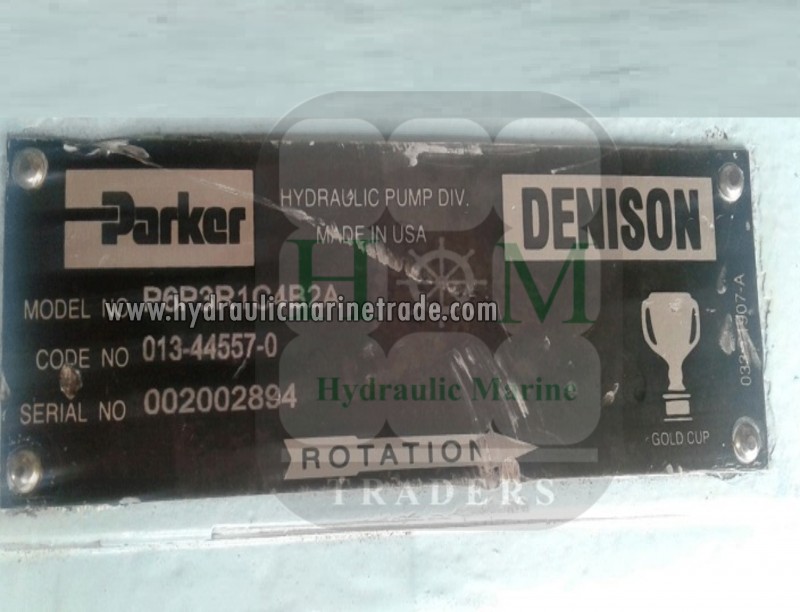 Parker
HYDRAULIC PUMP DIV.
MADE IN USA
DENISON
MODEL NO. P6P3R1C4B2A
www.hydraulicmarinetrade.com
H M
CODE NO 013-44557-0
Hydraulic Marine
SERIAL NO 002002894
GOLD CUP
ROTATION
TRADERS